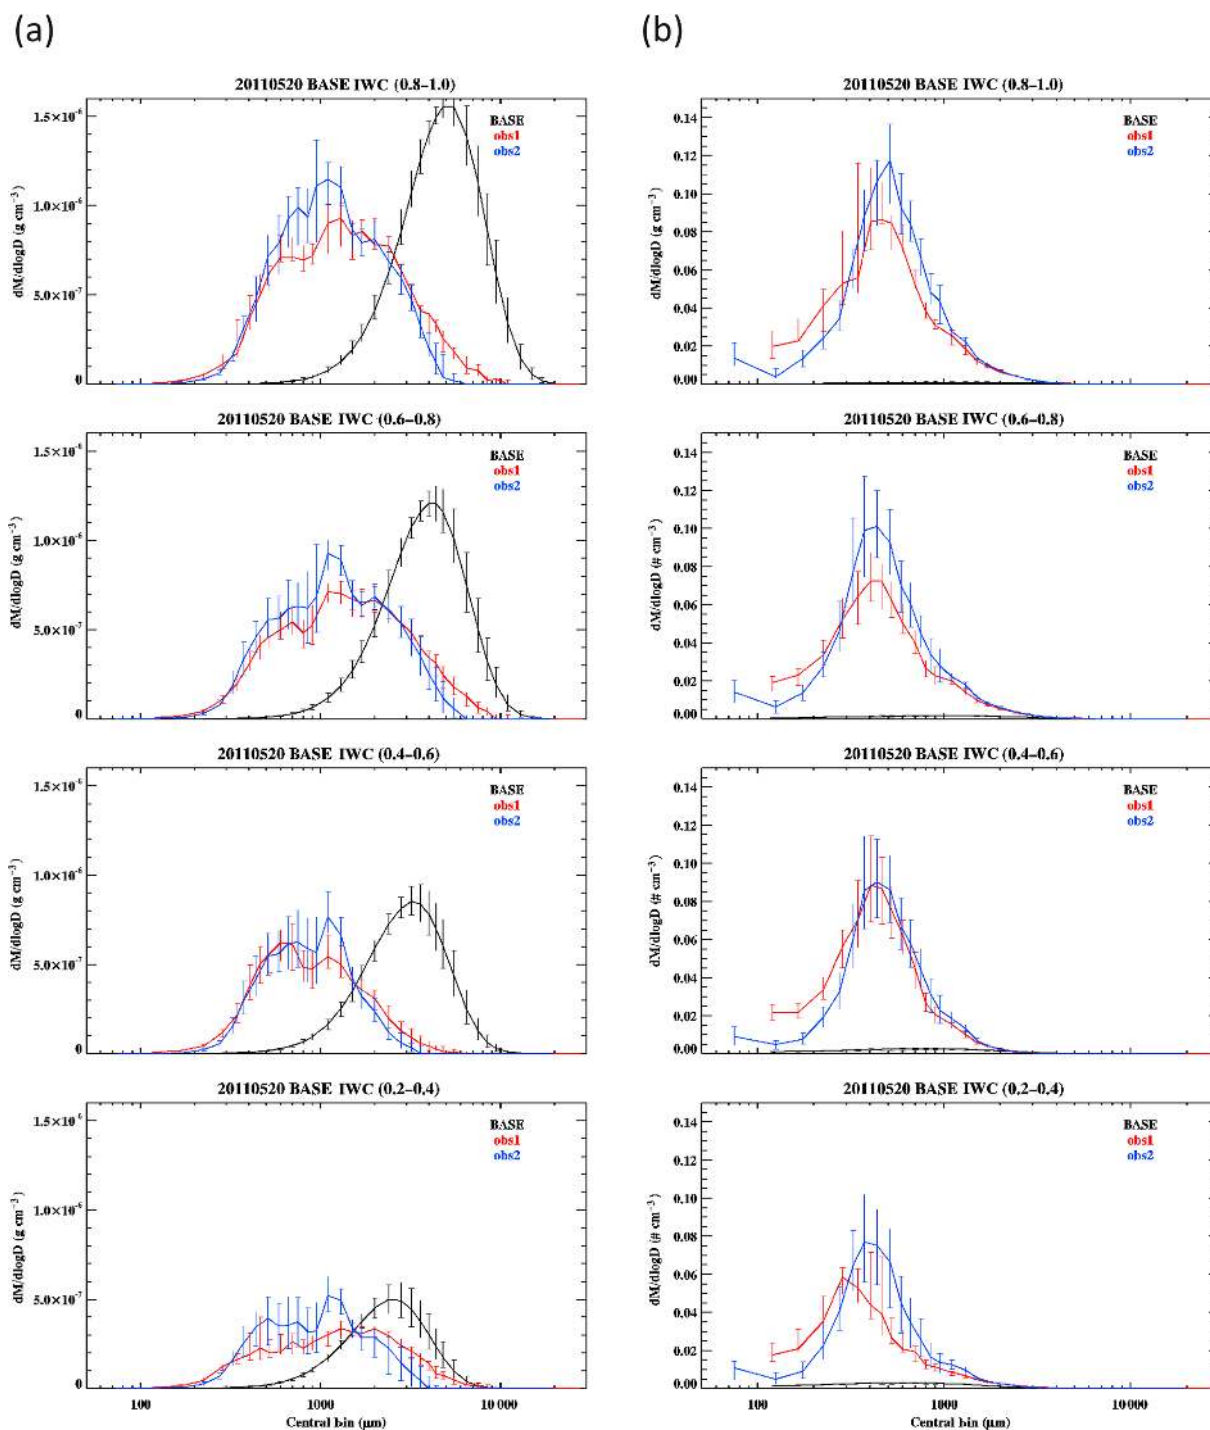 (a)
20110520 BASE IWC (0.8–1.0)
1.5×10⁻⁶
1.0×10⁻⁶
5.0×10⁻⁷
0
dM/dlogD (g cm⁻³)
BASE
obs1
obs2
20110520 BASE IWC (0.6–0.8)
1.5×10⁻⁶
1.0×10⁻⁶
5.0×10⁻⁷
0
dM/dlogD (g cm⁻³)
BASE
obs1
obs2
20110520 BASE IWC (0.4–0.6)
1.5×10⁻⁶
1.0×10⁻⁶
5.0×10⁻⁷
0
dM/dlogD (g cm⁻³)
BASE
obs1
obs2
20110520 BASE IWC (0.2–0.4)
1.5×10⁻⁶
1.0×10⁻⁶
5.0×10⁻⁷
0
dM/dlogD (g cm⁻³)
BASE
obs1
obs2
100
1000
10 000
Central bin (μm)
(b)
20110520 BASE IWC (0.8–1.0)
0.14
0.12
0.10
0.08
0.06
0.04
0.02
0.00
dM/dlogD (g cm⁻³)
BASE
obs1
obs2
20110520 BASE IWC (0.6–0.8)
0.14
0.12
0.10
0.08
0.06
0.04
0.02
0.00
dM/dlogD (# cm⁻³)
BASE
obs1
obs2
20110520 BASE IWC (0.4–0.6)
0.14
0.12
0.10
0.08
0.06
0.04
0.02
0.00
dM/dlogD (# cm⁻³)
BASE
obs1
obs2
20110520 BASE IWC (0.2–0.4)
0.14
0.12
0.10
0.08
0.06
0.04
0.02
0.00
dM/dlogD (# cm⁻³)
BASE
obs1
obs2
100
1000
10 000
Central bin (μm)